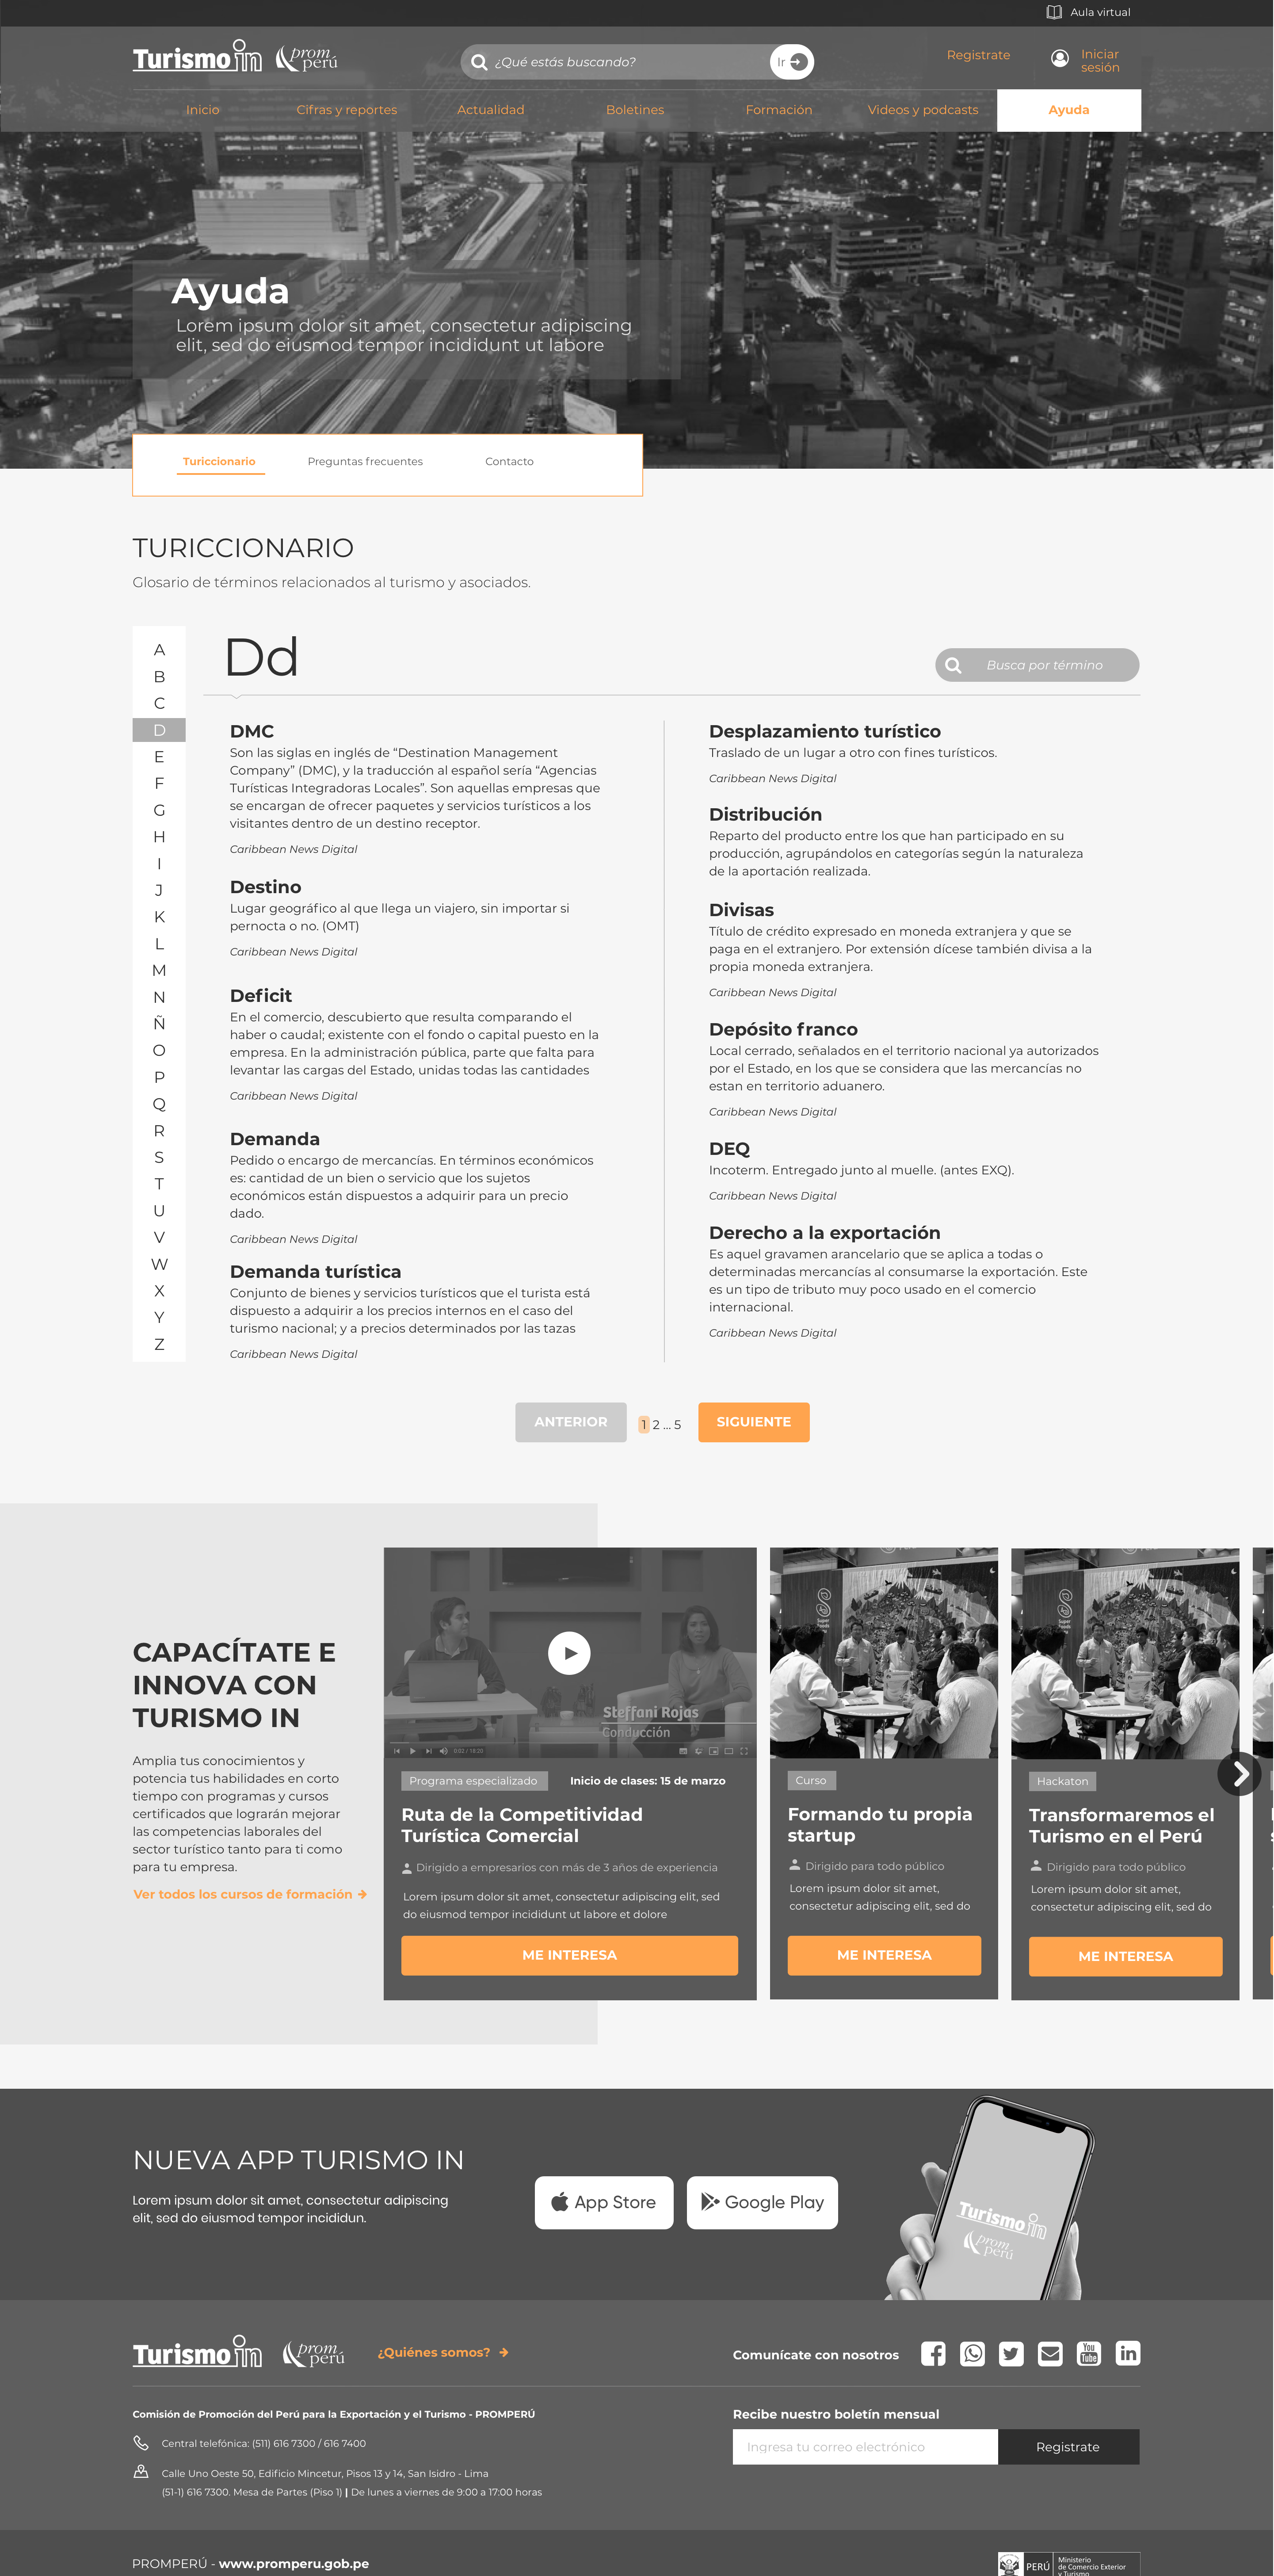 Aula virtual
Turismo in prom perú
¿Qué estás buscando?
Ir
Registrate
Iniciar
sesión
Inicio
Cifras y reportes
Actualidad
Boletines
Formación
Videos y podcasts
Ayuda
RIPLEY
Ayuda
Lorem ipsum dolor sit amet, consectetur adipiscing
elit, sed do eiusmod tempor incididunt ut labore
Turiccionario
Preguntas frecuentes
Contacto
TURICCIONARIO
Glosario de términos relacionados al turismo y asociados.
A
B
C
D
E
F
G
H
I
J
K
L
M
N
Ñ
O
P
Q
R
S
T
U
V
W
X
Y
Z
Dd
Busca por término
DMC
Son las siglas en inglés de “Destination Management
Company” (DMC), y la traducción al español sería “Agencias
Turísticas Integradoras Locales”. Son aquellas empresas que
se encargan de ofrecer paquetes y servicios turísticos a los
visitantes dentro de un destino receptor.
Caribbean News Digital
Destino
Lugar geográfico al que llega un viajero, sin importar si
pernocta o no. (OMT)
Caribbean News Digital
Deficit
En el comercio, descubierto que resulta comparando el
haber o caudal; existente con el fondo o capital puesto en la
empresa. En la administración pública, parte que falta para
levantar las cargas del Estado, unidas todas las cantidades
Caribbean News Digital
Demanda
Pedido o encargo de mercancías. En términos económicos
es: cantidad de un bien o servicio que los sujetos
económicos están dispuestos a adquirir para un precio
dado.
Caribbean News Digital
Demanda turística
Conjunto de bienes y servicios turísticos que el turista está
dispuesto a adquirir a los precios internos en el caso del
turismo nacional; y a precios determinados por las tazas
Caribbean News Digital
Desplazamiento turístico
Traslado de un lugar a otro con fines turísticos.
Caribbean News Digital
Distribución
Reparto del producto entre los que han participado en su
producción, agrupándolos en categorías según la naturaleza
de la aportación realizada.
Divisas
Título de crédito expresado en moneda extranjera y que se
paga en el extranjero. Por extensión dícese también divisa a la
propia moneda extranjera.
Caribbean News Digital
Depósito franco
Local cerrado, señalados en el territorio nacional ya autorizados
por el Estado, en los que se considera que las mercancías no
estan en territorio aduanero.
Caribbean News Digital
DEQ
Incoterm. Entregado junto al muelle. (antes EXQ).
Caribbean News Digital
Derecho a la exportación
Es aquel gravamen arancelario que se aplica a todas o
determinadas mercancías al consumarse la exportación. Este
es un tipo de tributo muy poco usado en el comercio
internacional.
Caribbean News Digital
ANTERIOR
1 2 ... 5
SIGUIENTE
CAPACÍTATE E
INNOVA CON
TURISMO IN
Amplia tus conocimientos y
potencia tus habilidades en corto
tiempo con programas y cursos
certificados que lograrán mejorar
las competencias laborales del
sector turístico tanto para ti como
para tu empresa.
Ver todos los cursos de formación
Steffani Rojas
Conducción
0:02 / 18:20
Programa especializado
Inicio de clases: 15 de marzo
Ruta de la Competitividad
Turística Comercial
Dirigido a empresarios con más de 3 años de experiencia
Lorem ipsum dolor sit amet, consectetur adipiscing elit, sed
do eiusmod tempor incididunt ut labore et dolore
ME INTERESA
Super Foods
Curso
Formando tu propia
startup
Dirigido para todo público
Lorem ipsum dolor sit amet,
consectetur adipiscing elit, sed do
ME INTERESA
Super Foods
Hackaton
Transformaremos el
Turismo en el Perú
Dirigido para todo público
Lorem ipsum dolor sit amet,
consectetur adipiscing elit, sed do
ME INTERESA
NUEVA APP TURISMO IN
Lorem ipsum dolor sit amet, consectetur adipiscing
elit, sed do eiusmod tempor incididun.
App Store
Google Play
Turismo in
prom perú
Turismo in prom perú
¿Quiénes somos?
Comunícate con nosotros
You Tube
in
Comisión de Promoción del Perú para la Exportación y el Turismo - PROMPERÚ
Central telefónica: (511) 616 7300 / 616 7400
Calle Uno Oeste 50, Edificio Mincetur, Pisos 13 y 14, San Isidro - Lima
(51-1) 616 7300. Mesa de Partes (Piso 1) | De lunes a viernes de 9:00 a 17:00 horas
Recibe nuestro boletín mensual
Ingresa tu correo electrónico
Registrate
PROMPERÚ - www.promperu.gob.pe
PERÚ
Ministerio
de Comercio Exterior
y Turismo